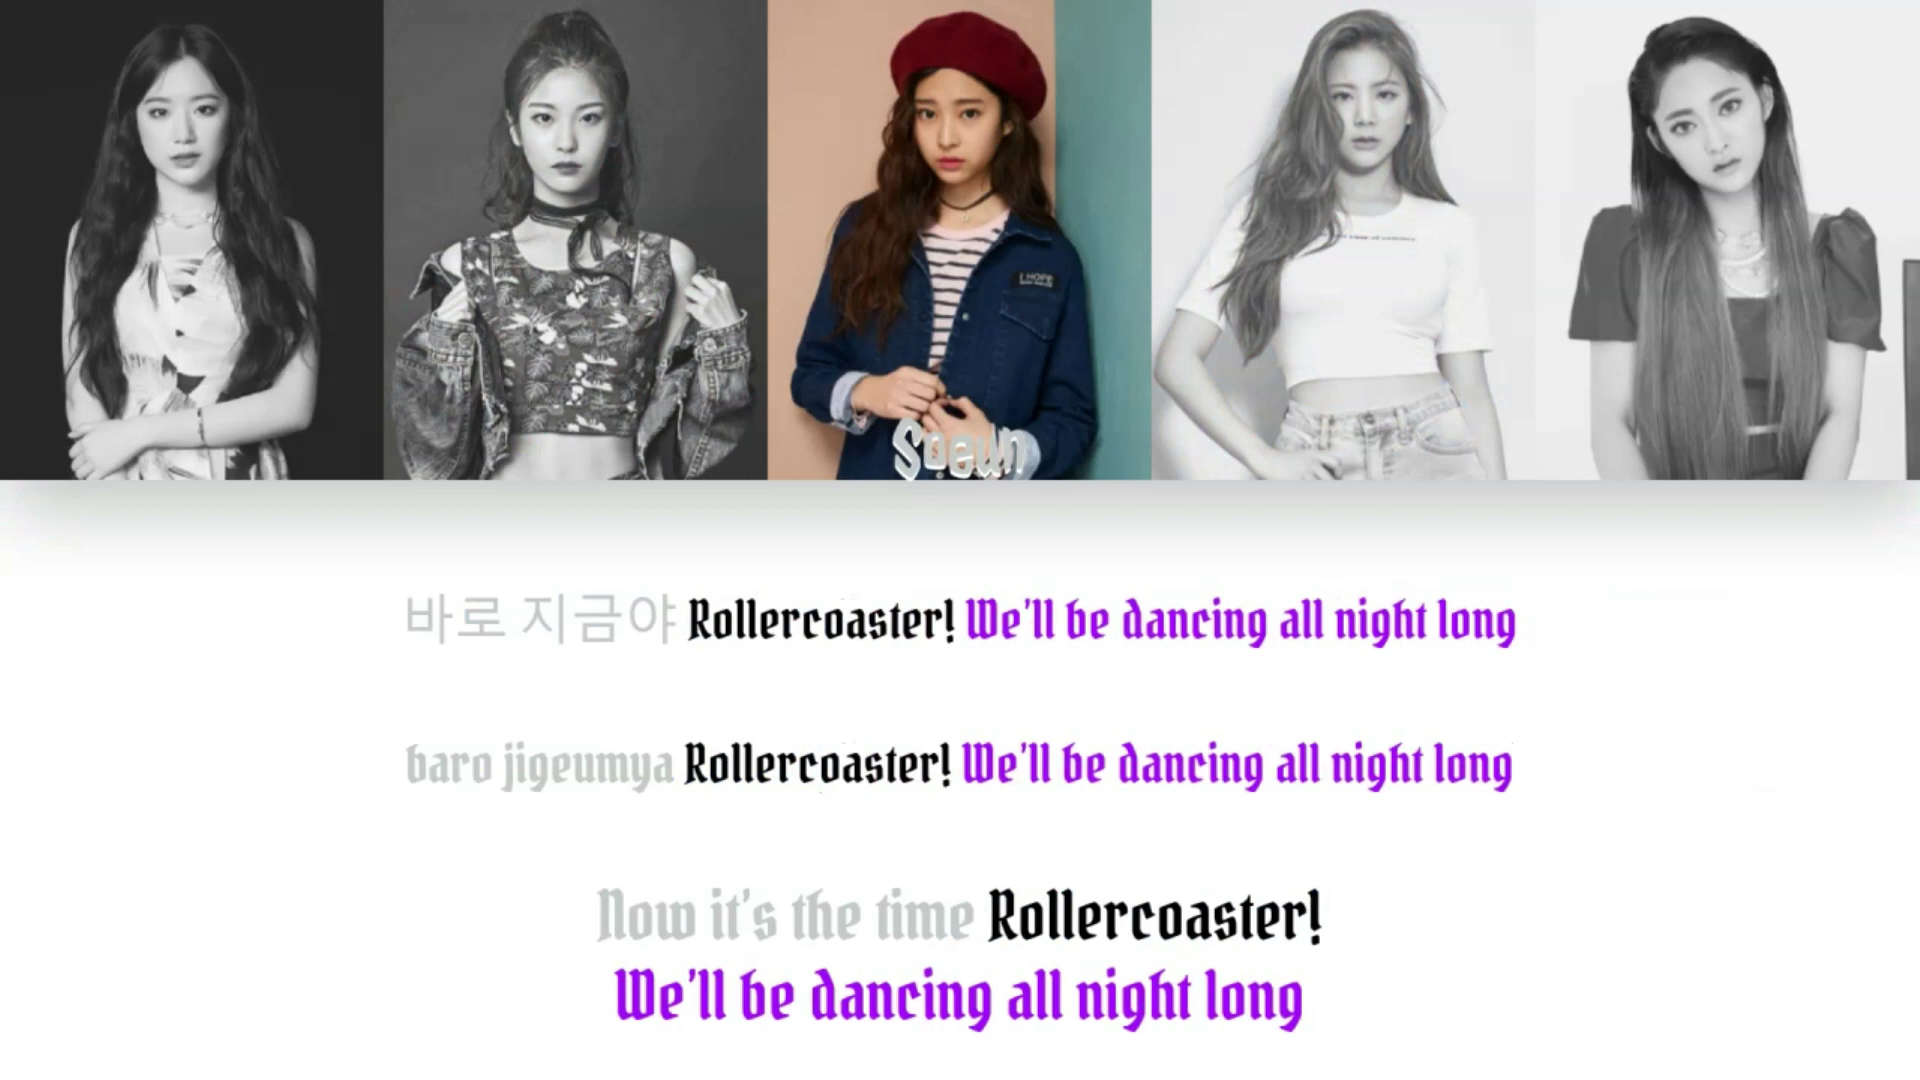 I HOPE
Soeun
바로 지금야 Rollercoaster! We'll be dancing all night long
baro jigeumya Rollercoaster! We'll be dancing all night long
Now it's the time Rollercoaster!
We'll be dancing all night long